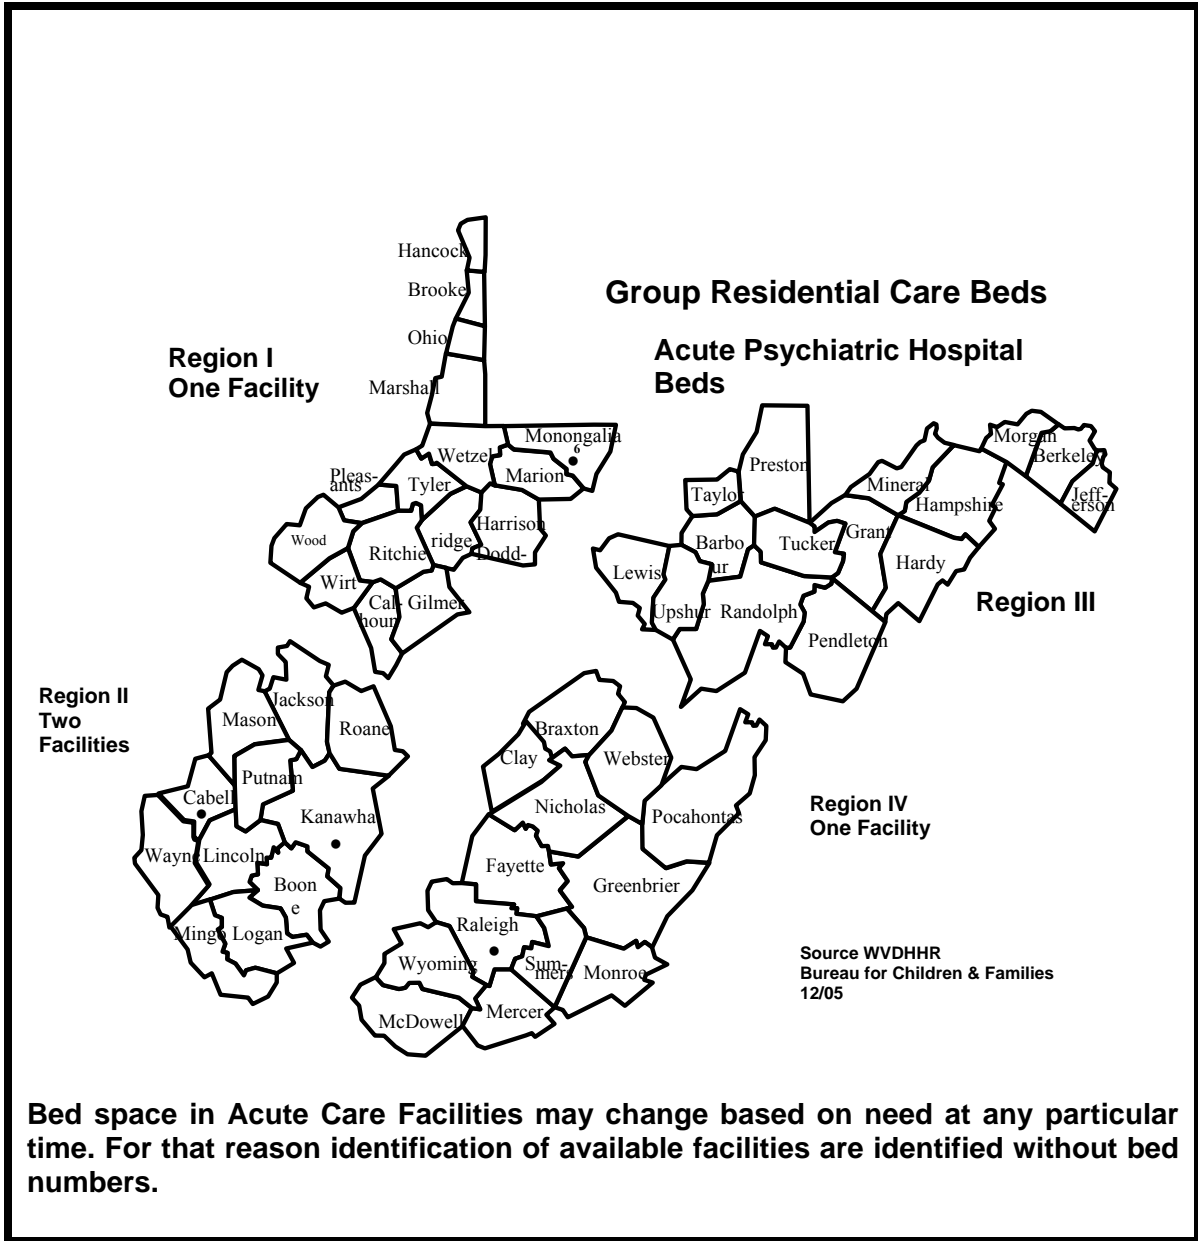 Hancock
Brooke
Group Residential Care Beds
Ohio
Region I
One Facility
Acute Psychiatric Hospital
Beds
Marshall
Monongalia
6
Wetzel
Marion
Pleas-
ants
Tyler
Harrison
Wood
Ritchie
ridge
Dodd-
Wirt
Cal-
houn
Gilmer
Preston
Taylor
Morgan
Berkeley
Jeff-
erson
Mineral
Hampshire
Grant
Barbo
ur
Tucker
Hardy
Lewis
Upshur
Randolph
Pendleton
Region III
Region II
Two
Facilities
Jackson
Mason
Roane
Putnam
Cabell
Kanawha
Wayne
Lincoln
Boon
e
Mingo
Logan
Braxton
Clay
Webster
Nicholas
Pocahontas
Region IV
One Facility
Fayette
Greenbrier
Raleigh
Wyoming
Sum-
mers
Monroe
McDowell
Mercer
Source WVDHHR
Bureau for Children & Families
12/05
Bed space in Acute Care Facilities may change based on need at any particular
time. For that reason identification of available facilities are identified without bed
numbers.